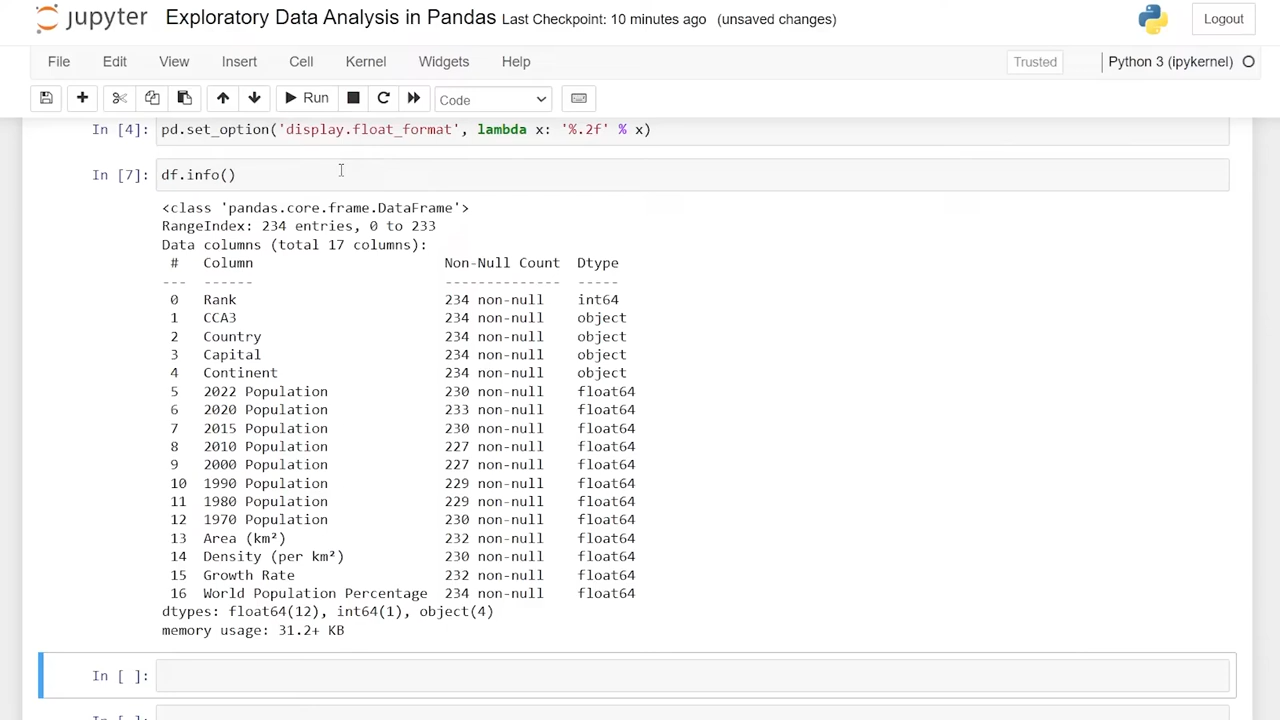 jupyter Exploratory Data Analysis in Pandas Last Checkpoint: 10 minutes ago (unsaved changes) Logout
File Edit View Insert Cell Kernel Widgets Help Trusted Python 3 (ipykernel)
Run Code
In [4]: pd.set_option('display.float_format', lambda x: '%.2f' % x)
In [7]: df.info()
<class 'pandas.core.frame.DataFrame'>
RangeIndex: 234 entries, 0 to 233
Data columns (total 17 columns):
# Column Non-Null Count Dtype
--- ------ -------------- -----
0 Rank 234 non-null int64
1 CCA3 234 non-null object
2 Country 234 non-null object
3 Capital 234 non-null object
4 Continent 234 non-null object
5 2022 Population 230 non-null float64
6 2020 Population 233 non-null float64
7 2015 Population 230 non-null float64
8 2010 Population 227 non-null float64
9 2000 Population 227 non-null float64
10 1990 Population 229 non-null float64
11 1980 Population 229 non-null float64
12 1970 Population 230 non-null float64
13 Area (km²) 232 non-null float64
14 Density (per km²) 230 non-null float64
15 Growth Rate 232 non-null float64
16 World Population Percentage 234 non-null float64
dtypes: float64(12), int64(1), object(4)
memory usage: 31.2+ KB
In [ ]: